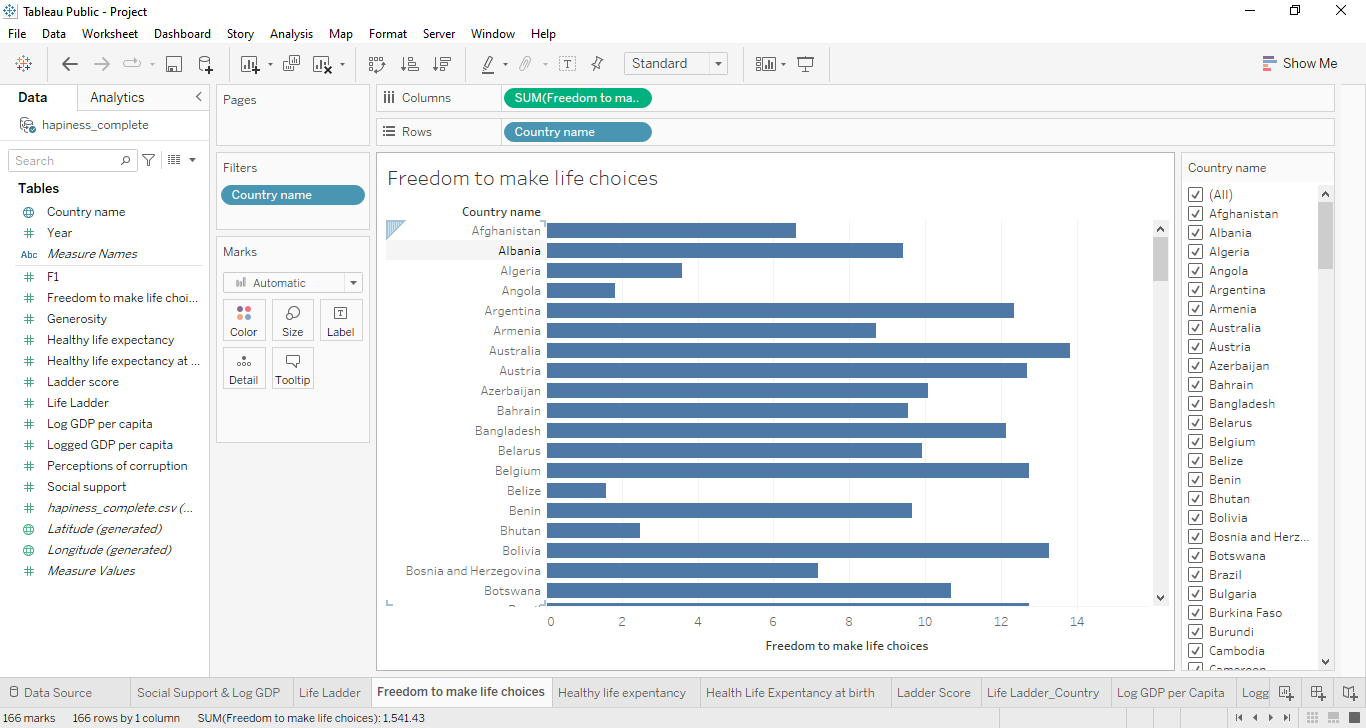 Tableau Public - Project
File Data Worksheet Dashboard Story Analysis Map Format Server Window Help
Standard
Show Me
Data Analytics
hapiness_complete
Search
Tables
Country name
Year
Abc Measure Names
F1
Freedom to make life choi...
Generosity
Healthy life expectancy
Healthy life expectancy at ...
Ladder score
Life Ladder
Log GDP per capita
Logged GDP per capita
Perceptions of corruption
Social support
hapiness_complete.csv (...
Latitude (generated)
Longitude (generated)
Measure Values
Pages
Filters
Country name
Marks
Automatic
Color Size Label
Detail Tooltip
Columns SUM(Freedom to ma..
Rows Country name
Freedom to make life choices
Country name
Afghanistan
Albania
Algeria
Angola
Argentina
Armenia
Australia
Austria
Azerbaijan
Bahrain
Bangladesh
Belarus
Belgium
Belize
Benin
Bhutan
Bolivia
Bosnia and Herzegovina
Botswana
0 2 4 6 8 10 12 14
Freedom to make life choices
Country name
(All)
Afghanistan
Albania
Algeria
Angola
Argentina
Armenia
Australia
Austria
Azerbaijan
Bahrain
Bangladesh
Belarus
Belgium
Belize
Benin
Bhutan
Bolivia
Bosnia and Herz...
Botswana
Brazil
Bulgaria
Burkina Faso
Burundi
Cambodia
Data Source Social Support & Log GDP Life Ladder Freedom to make life choices Healthy life expentancy Health Life Expentancy at birth Ladder Score Life Ladder_Country Log GDP per Capita Logg
166 marks 166 rows by 1 column SUM(Freedom to make life choices): 1,541.43